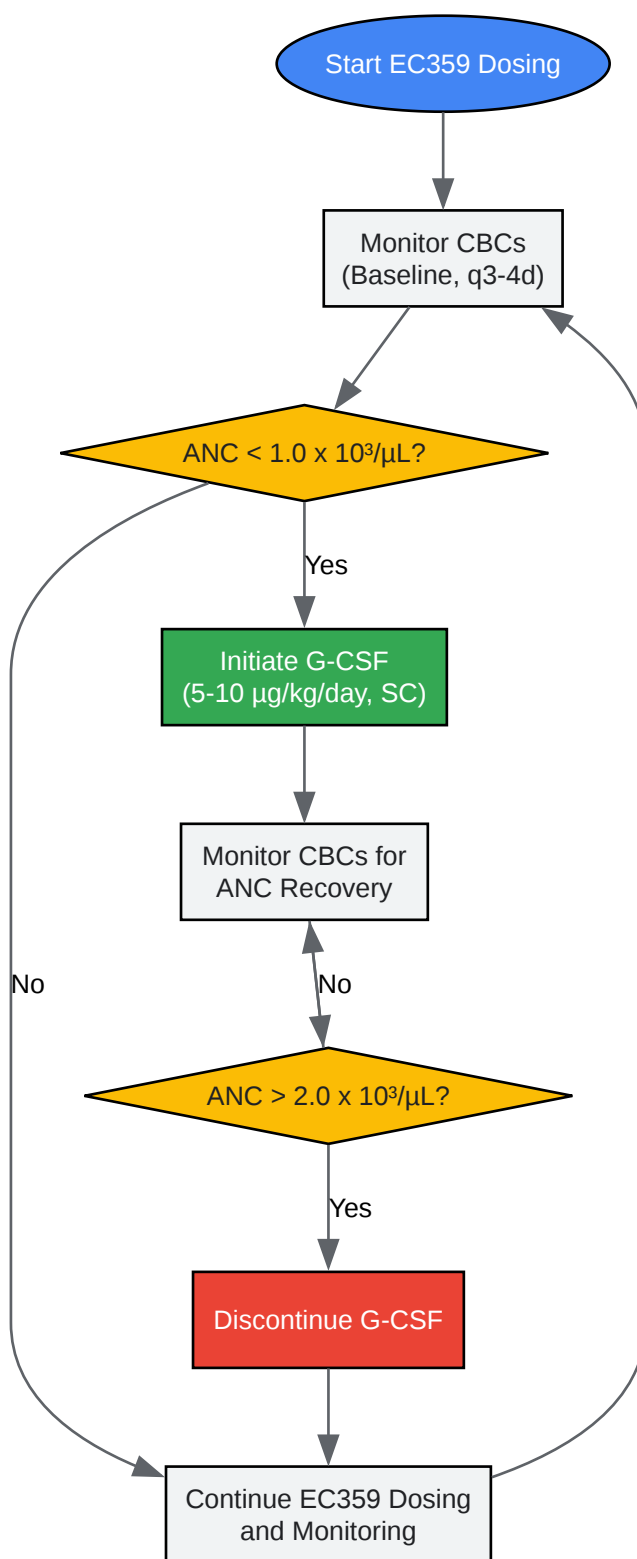 Start EC359 Dosing
Monitor CBCs
(Baseline, q3-4d)
ANC < 1.0 x 10³/µL?
Yes
Initiate G-CSF
(5-10 µg/kg/day, SC)
Monitor CBCs for
ANC Recovery
No
No
ANC > 2.0 x 10³/µL?
Yes
Discontinue G-CSF
Continue EC359 Dosing
and Monitoring